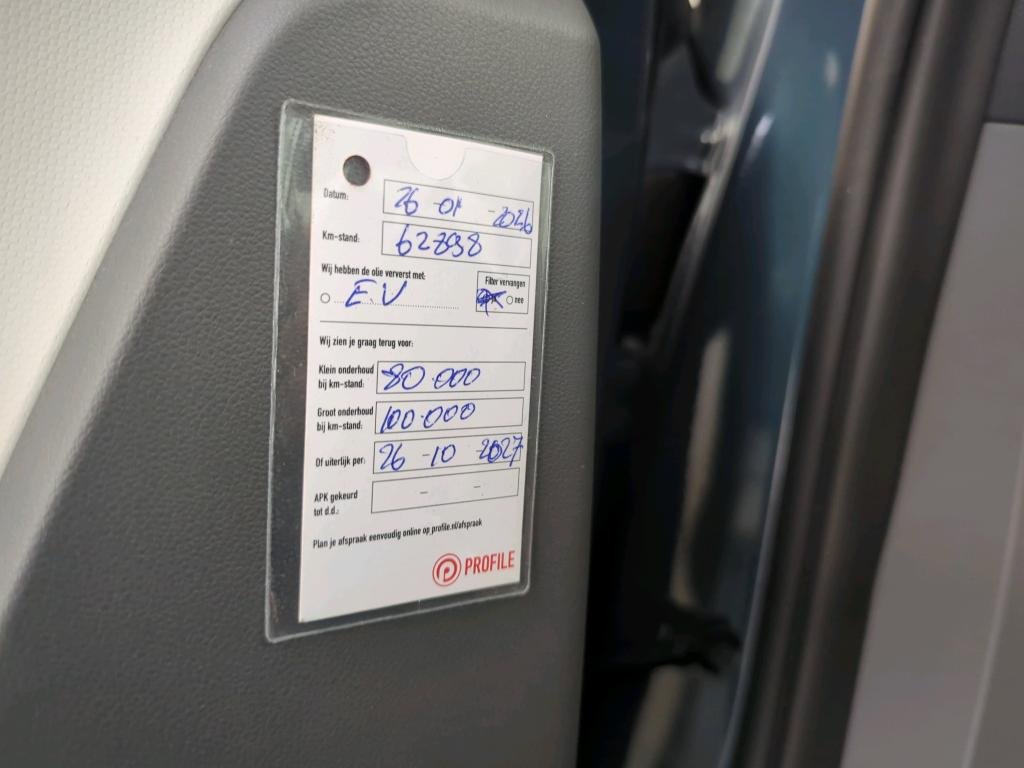 Datum: 26-01-2026
Km-stand: 62898
Wij hebben de olie ververst met:
Filter vervangen
E.V
nee
Wij zien je graag terug voor:
Klein onderhoud
bij km-stand: 80.000
Groot onderhoud
bij km-stand: 100.000
Of uiterlijk per: 26-10-2027
APK gekeurd
tot d.d.: - -
Plan je afspraak eenvoudig online op profile.nl/afspraak
PROFILE